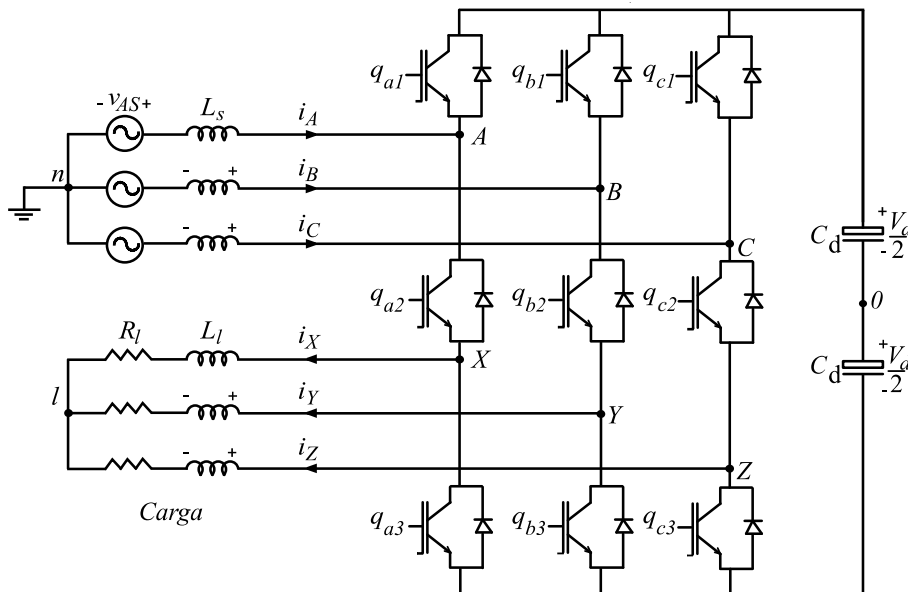 q_a1
q_b1
q_c1
- v_AS +
L_s
i_A
A
n
- +
i_B
B
- +
i_C
C
C_d
+ V_d/2 -
q_a2
q_b2
q_c2
0
R_l
L_l
i_X
X
C_d
+ V_d/2 -
l
- +
i_Y
Y
- +
i_Z
Z
Carga
q_a3
q_b3
q_c3